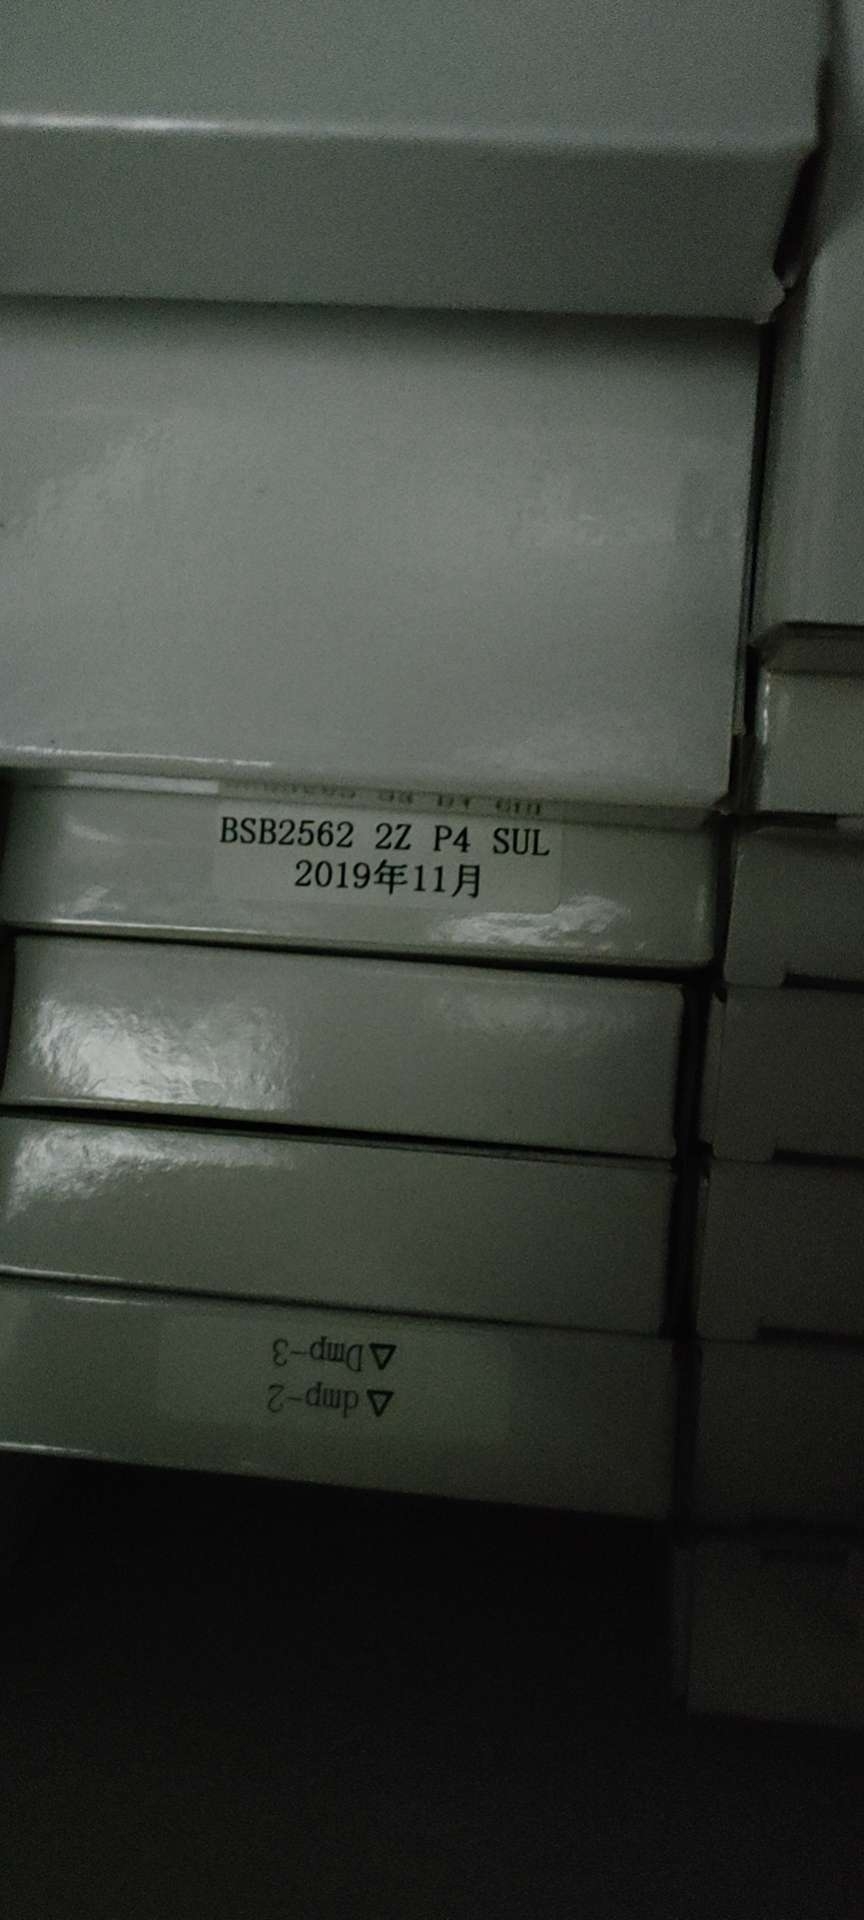 BSB2562 2Z P4 SUL
2019年11月
△dmp-2
△Dmp-3